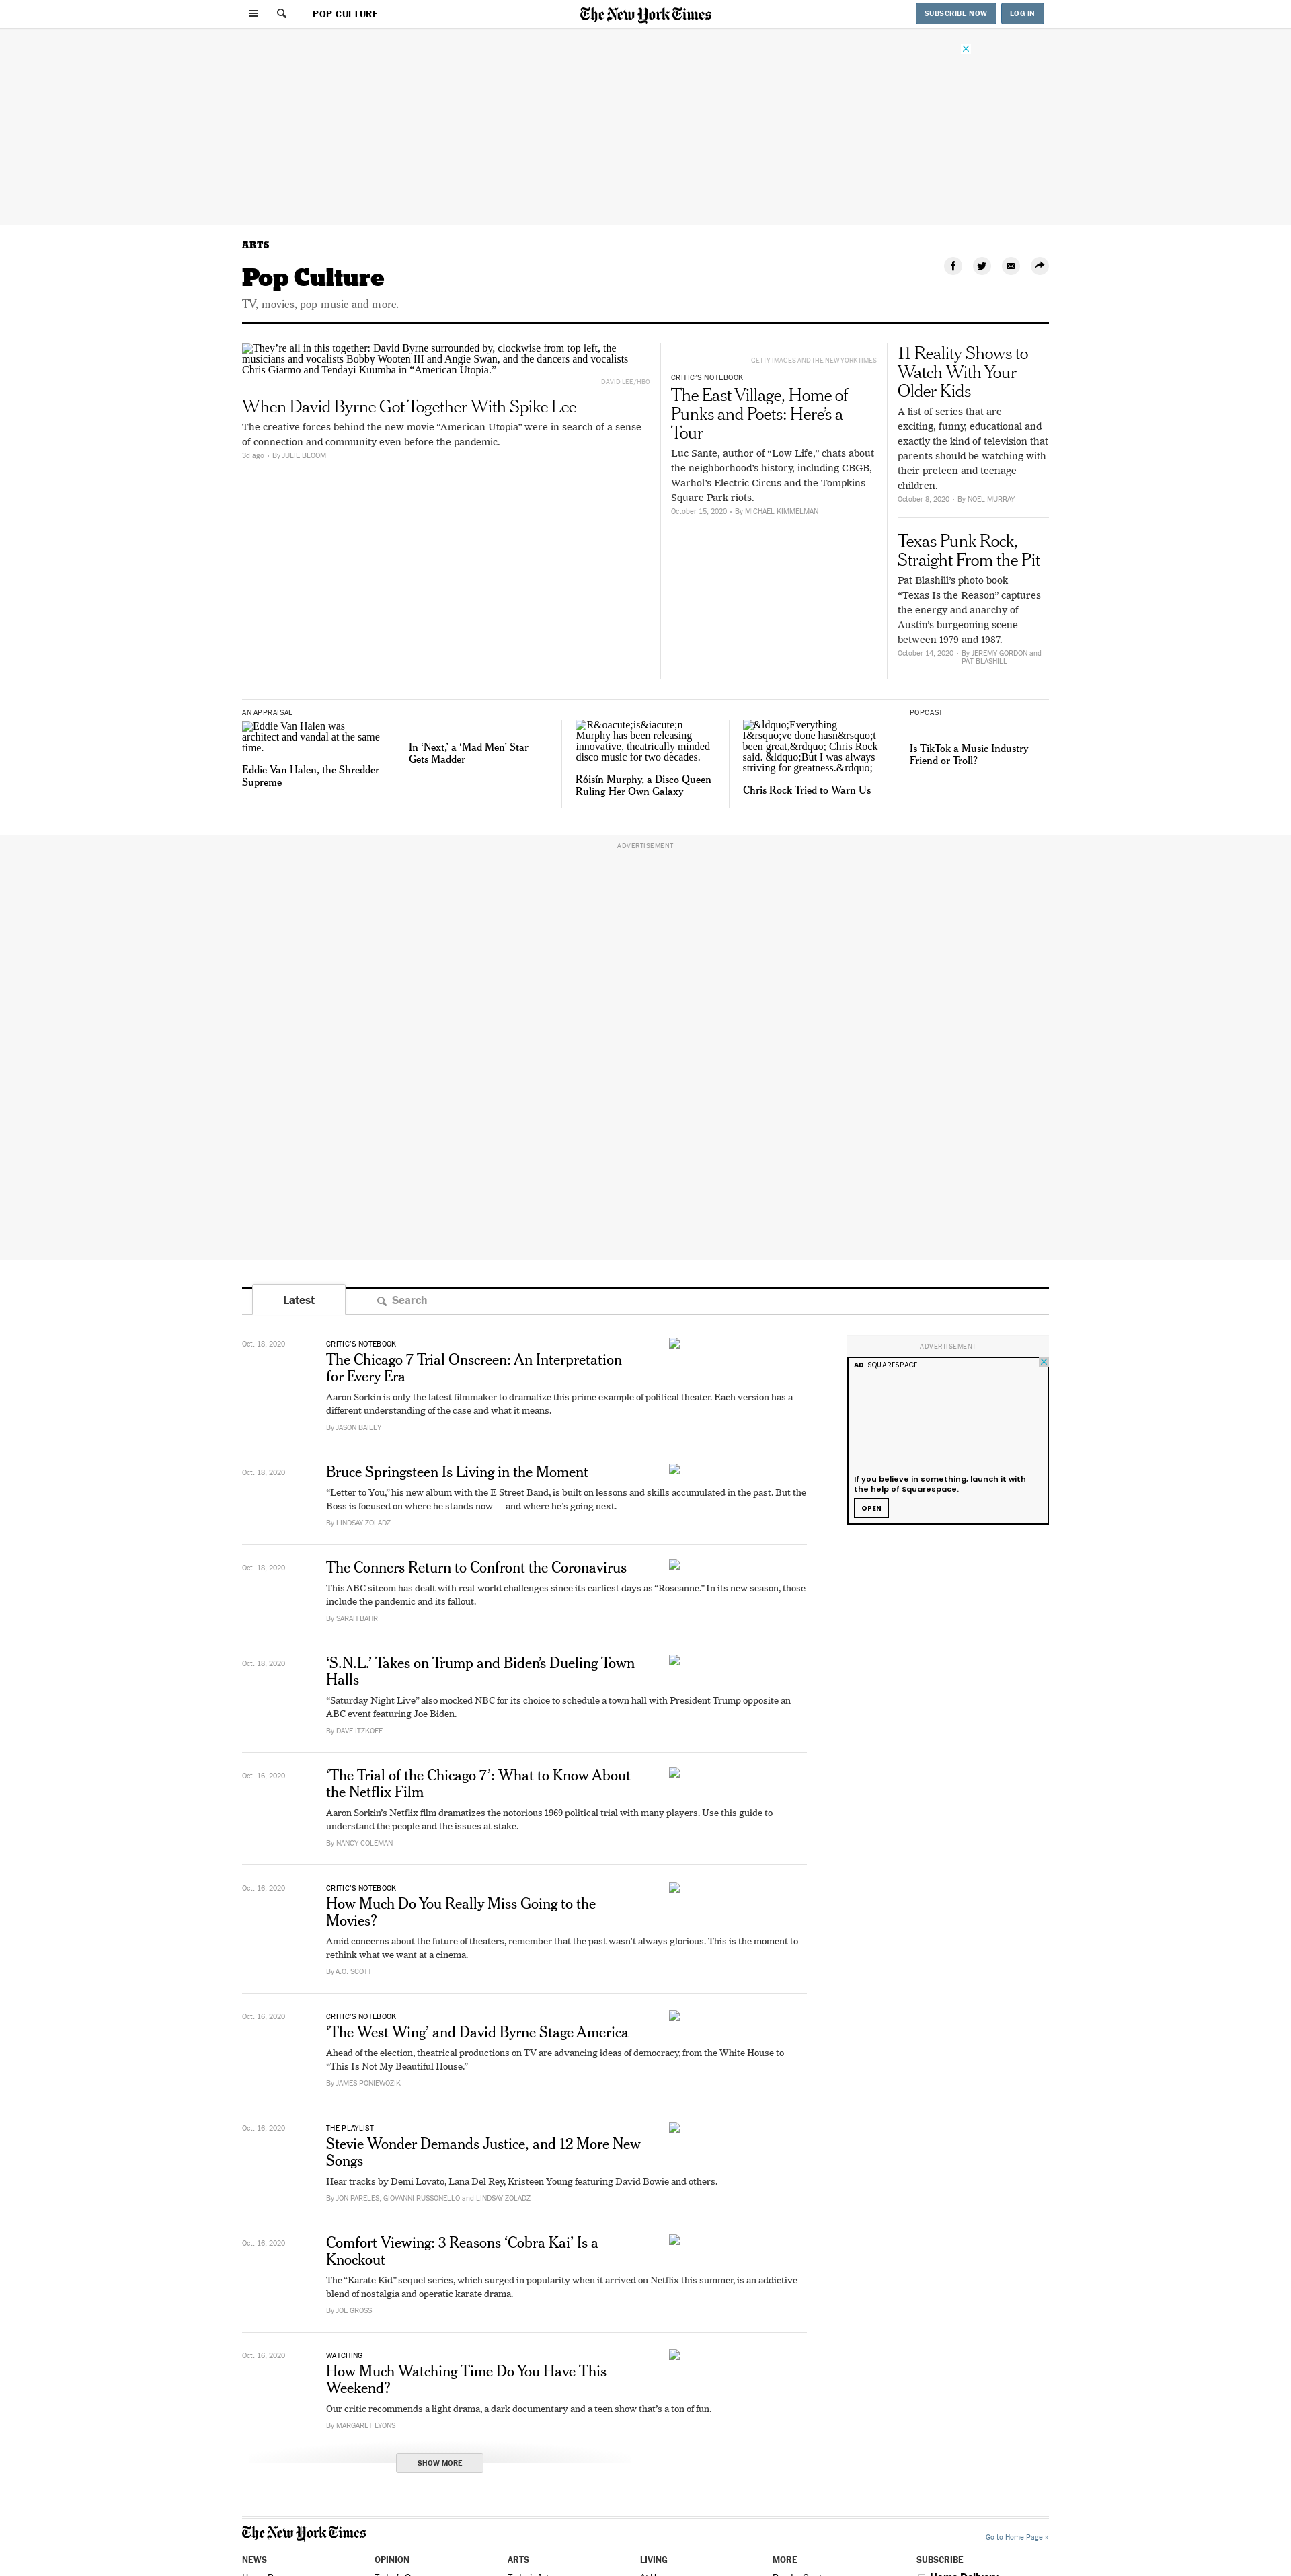 POP CULTURE
The New York Times
SUBSCRIBE NOW
LOG IN
ARTS
Pop Culture
TV, movies, pop music and more.
They’re all in this together: David Byrne surrounded by, clockwise from top left, the
musicians and vocalists Bobby Wooten III and Angie Swan, and the dancers and vocalists
Chris Giarmo and Tendayi Kuumba in “American Utopia.”
DAVID LEE/HBO
When David Byrne Got Together With Spike Lee
The creative forces behind the new movie “American Utopia” were in search of a sense
of connection and community even before the pandemic.
3d ago • By JULIE BLOOM
GETTY IMAGES AND THE NEW YORK TIMES
CRITIC’S NOTEBOOK
The East Village, Home of
Punks and Poets: Here’s a
Tour
Luc Sante, author of “Low Life,” chats about
the neighborhood’s history, including CBGB,
Warhol’s Electric Circus and the Tompkins
Square Park riots.
October 15, 2020 • By MICHAEL KIMMELMAN
11 Reality Shows to
Watch With Your
Older Kids
A list of series that are
exciting, funny, educational and
exactly the kind of television that
parents should be watching with
their preteen and teenage
children.
October 8, 2020 • By NOEL MURRAY
Texas Punk Rock,
Straight From the Pit
Pat Blashill’s photo book
“Texas Is the Reason” captures
the energy and anarchy of
Austin’s burgeoning scene
between 1979 and 1987.
October 14, 2020 • By JEREMY GORDON and
PAT BLASHILL
AN APPRAISAL
Eddie Van Halen was
architect and vandal at the same
time.
Eddie Van Halen, the Shredder
Supreme
In ‘Next,’ a ‘Mad Men’ Star
Gets Madder
R&oacute;is&iacute;n
Murphy has been releasing
innovative, theatrically minded
disco music for two decades.
Róisín Murphy, a Disco Queen
Ruling Her Own Galaxy
&ldquo;Everything
I&rsquo;ve done hasn&rsquo;t
been great,&rdquo; Chris Rock
said. &ldquo;But I was always
striving for greatness.&rdquo;
Chris Rock Tried to Warn Us
POPCAST
Is TikTok a Music Industry
Friend or Troll?
ADVERTISEMENT
Latest
Search
Oct. 18, 2020
CRITIC’S NOTEBOOK
The Chicago 7 Trial Onscreen: An Interpretation
for Every Era
Aaron Sorkin is only the latest filmmaker to dramatize this prime example of political theater. Each version has a
different understanding of the case and what it means.
By JASON BAILEY
ADVERTISEMENT
AD SQUARESPACE
If you believe in something, launch it with
the help of Squarespace.
OPEN
Oct. 18, 2020
Bruce Springsteen Is Living in the Moment
“Letter to You,” his new album with the E Street Band, is built on lessons and skills accumulated in the past. But the
Boss is focused on where he stands now — and where he’s going next.
By LINDSAY ZOLADZ
Oct. 18, 2020
The Conners Return to Confront the Coronavirus
This ABC sitcom has dealt with real-world challenges since its earliest days as “Roseanne.” In its new season, those
include the pandemic and its fallout.
By SARAH BAHR
Oct. 18, 2020
‘S.N.L.’ Takes on Trump and Biden’s Dueling Town
Halls
“Saturday Night Live” also mocked NBC for its choice to schedule a town hall with President Trump opposite an
ABC event featuring Joe Biden.
By DAVE ITZKOFF
Oct. 16, 2020
‘The Trial of the Chicago 7’: What to Know About
the Netflix Film
Aaron Sorkin’s Netflix film dramatizes the notorious 1969 political trial with many players. Use this guide to
understand the people and the issues at stake.
By NANCY COLEMAN
Oct. 16, 2020
CRITIC’S NOTEBOOK
How Much Do You Really Miss Going to the
Movies?
Amid concerns about the future of theaters, remember that the past wasn’t always glorious. This is the moment to
rethink what we want at a cinema.
By A.O. SCOTT
Oct. 16, 2020
CRITIC’S NOTEBOOK
‘The West Wing’ and David Byrne Stage America
Ahead of the election, theatrical productions on TV are advancing ideas of democracy, from the White House to
“This Is Not My Beautiful House.”
By JAMES PONIEWOZIK
Oct. 16, 2020
THE PLAYLIST
Stevie Wonder Demands Justice, and 12 More New
Songs
Hear tracks by Demi Lovato, Lana Del Rey, Kristeen Young featuring David Bowie and others.
By JON PARELES, GIOVANNI RUSSONELLO and LINDSAY ZOLADZ
Oct. 16, 2020
Comfort Viewing: 3 Reasons ‘Cobra Kai’ Is a
Knockout
The “Karate Kid” sequel series, which surged in popularity when it arrived on Netflix this summer, is an addictive
blend of nostalgia and operatic karate drama.
By JOE GROSS
Oct. 16, 2020
WATCHING
How Much Watching Time Do You Have This
Weekend?
Our critic recommends a light drama, a dark documentary and a teen show that’s a ton of fun.
By MARGARET LYONS
SHOW MORE
The New York Times
Go to Home Page »
NEWS
OPINION
ARTS
LIVING
MORE
SUBSCRIBE